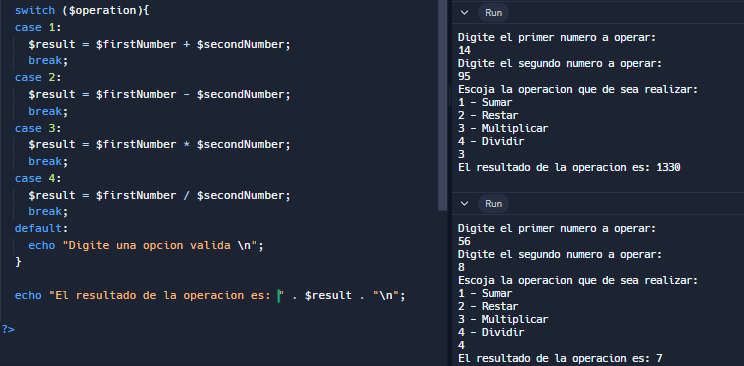 switch ($operation){
case 1:
$result = $firstNumber + $secondNumber;
break;
case 2:
$result = $firstNumber - $secondNumber;
break;
case 3:
$result = $firstNumber * $secondNumber;
break;
case 4:
$result = $firstNumber / $secondNumber;
break;
default:
echo "Digite una opcion valida \n";
}
echo "El resultado de la operacion es: " . $result . "\n";
?>
Run
Digite el primer numero a operar:
14
Digite el segundo numero a operar:
95
Escoja la operacion que de sea realizar:
1 - Sumar
2 - Restar
3 - Multiplicar
4 - Dividir
3
El resultado de la operacion es: 1330
Run
Digite el primer numero a operar:
56
Digite el segundo numero a operar:
8
Escoja la operacion que de sea realizar:
1 - Sumar
2 - Restar
3 - Multiplicar
4 - Dividir
4
El resultado de la operacion es: 7